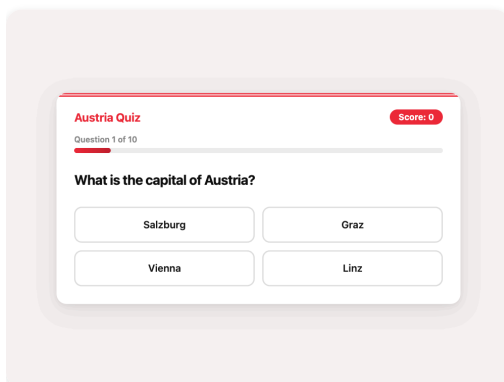 Austria Quiz
Score: 0
Question 1 of 10
What is the capital of Austria?
Salzburg
Graz
Vienna
Linz